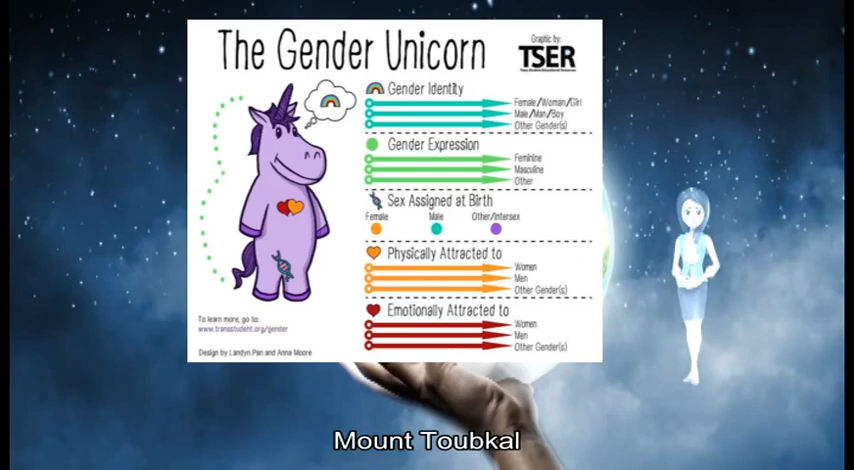 The Gender Unicorn
Graphic by:
TSER
Trans Student Educational Resources
Gender Identity
Female/Woman/Girl
Male/Man/Boy
Other Gender(s)
Gender Expression
Feminine
Masculine
Other
Sex Assigned at Birth
Female Male Other/Intersex
Physically Attracted to
Women
Men
Other Gender(s)
Emotionally Attracted to
Women
Men
Other Gender(s)
To learn more, go to:
www.transstudent.org/gender
Design by Landyn Pan and Anna Moore
Mount Toubkal